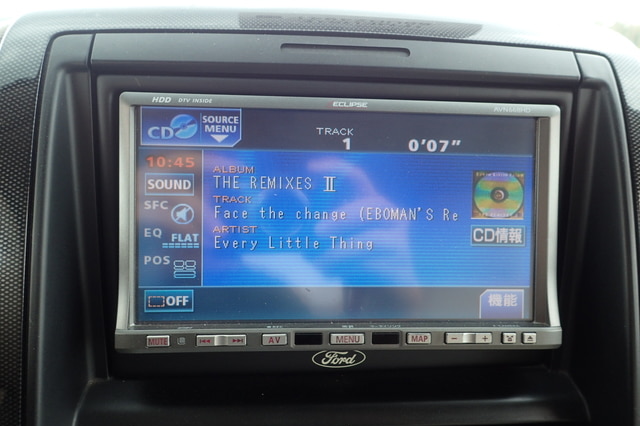 HDD DTV INSIDE ECLIPSE
CD SOURCE MENU
TRACK
1 0'07"
10:45
ALBUM
THE REMIXES Ⅱ
SOUND
TRACK
Face the change (EBOMAN'S Re
SFC
ARTIST
Every Little Thing
EQ FLAT
CD情報
POS
OFF
機能
MUTE AV MENU MAP − +
Ford